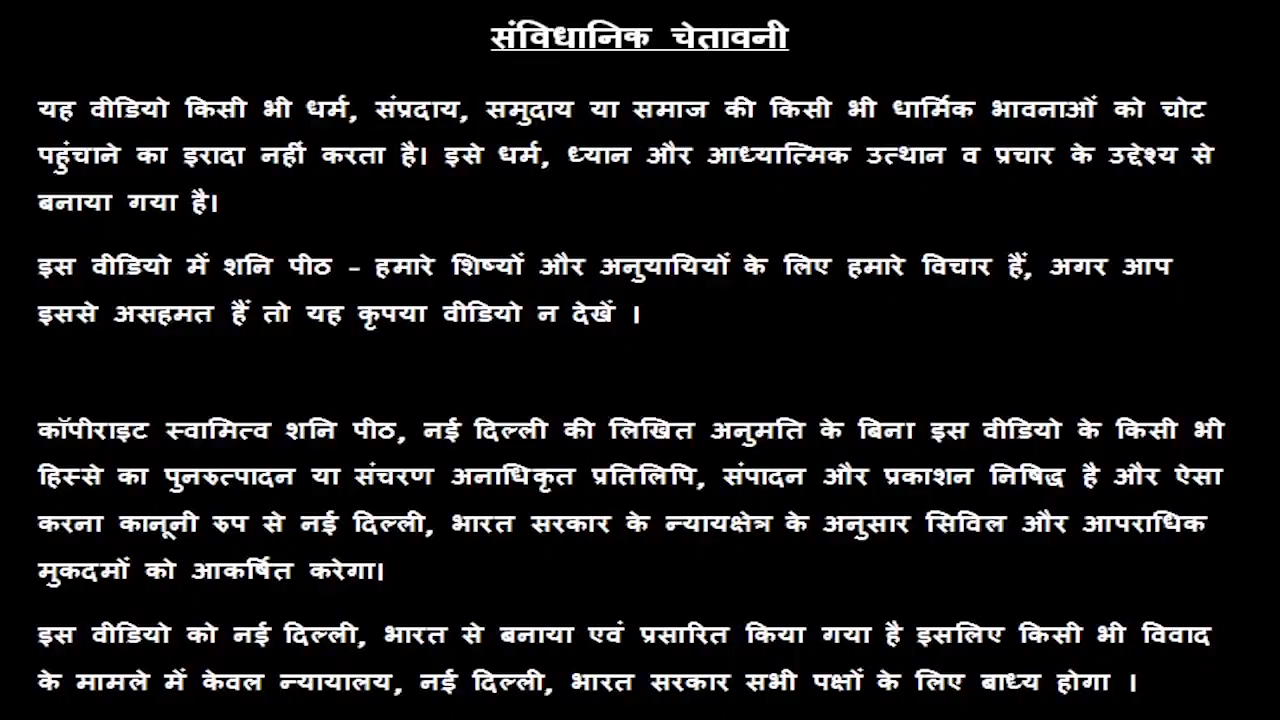 संविधानिक चेतावनी
यह वीडियो किसी भी धर्म, संप्रदाय, समुदाय या समाज की किसी भी धार्मिक भावनाओं को चोट
पहुंचाने का इरादा नहीं करता है। इसे धर्म, ध्यान और आध्यात्मिक उत्थान व प्रचार के उद्देश्य से
बनाया गया है।
इस वीडियो में शनि पीठ – हमारे शिष्यों और अनुयायियों के लिए हमारे विचार हैं, अगर आप
इससे असहमत हैं तो यह कृपया वीडियो न देखें ।
कॉपीराइट स्वामित्व शनि पीठ, नई दिल्ली की लिखित अनुमति के बिना इस वीडियो के किसी भी
हिस्से का पुनरुत्पादन या संचरण अनाधिकृत प्रतिलिपि, संपादन और प्रकाशन निषिद्ध है और ऐसा
करना कानूनी रुप से नई दिल्ली, भारत सरकार के न्यायक्षेत्र के अनुसार सिविल और आपराधिक
मुकदमों को आकर्षित करेगा।
इस वीडियो को नई दिल्ली, भारत से बनाया एवं प्रसारित किया गया है इसलिए किसी भी विवाद
के मामले में केवल न्यायालय, नई दिल्ली, भारत सरकार सभी पक्षों के लिए बाध्य होगा ।